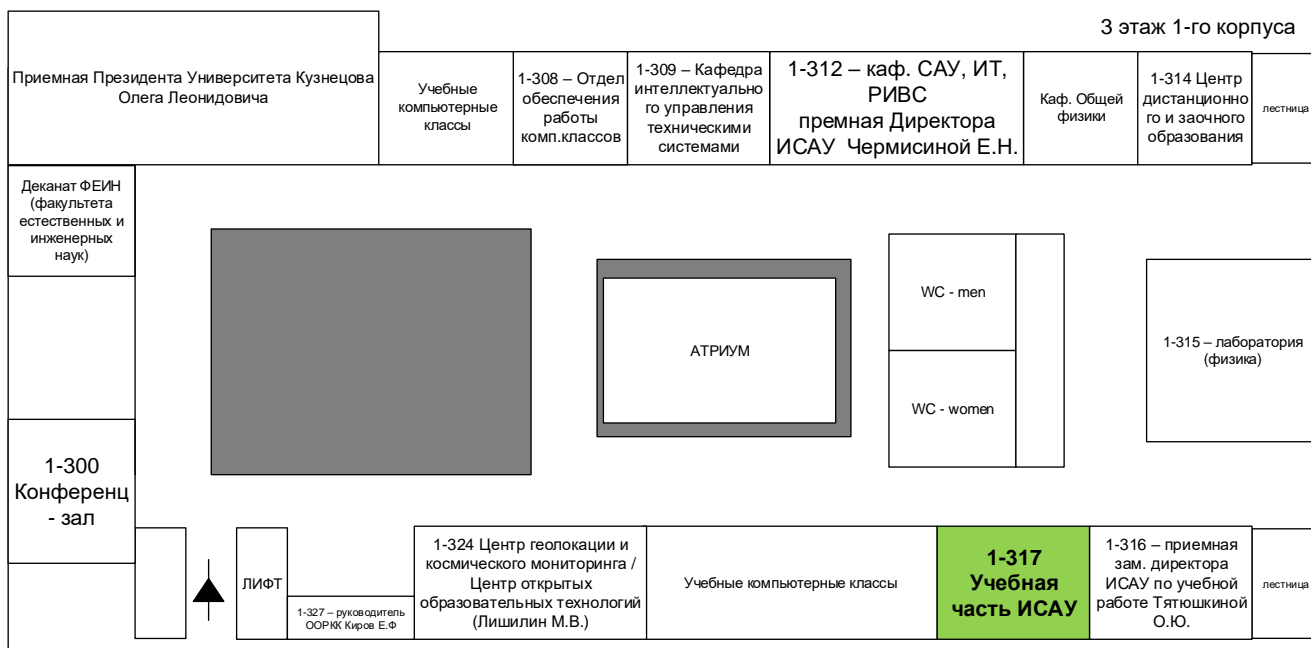 3 этаж 1-го корпуса
Приемная Президента Университета Кузнецова
Олега Леонидовича
Учебные
компьютерные
классы
1-308 – Отдел
обеспечения
работы
комп.классов
1-309 – Кафедра
интеллектуально
го управления
техническими
системами
1-312 – каф. САУ, ИТ,
РИВС
премная Директора
ИСАУ Чермисиной Е.Н.
Каф. Общей
физики
1-314 Центр
дистанционно
го и заочного
образования
лестница
Деканат ФЕИН
(факультета
естественных и
инженерных
наук)
АТРИУМ
WC - men
WC - women
1-315 – лаборатория
(физика)
1-300
Конференц
- зал
ЛИФТ
1-327 – руководитель
ООРКК Киров Е.Ф
1-324 Центр геолокации и
космического мониторинга /
Центр открытых
образовательных технологий
(Лишилин М.В.)
Учебные компьютерные классы
1-317
Учебная
часть ИСАУ
1-316 – приемная
зам. директора
ИСАУ по учебной
работе Тятюшкиной
О.Ю.
лестница